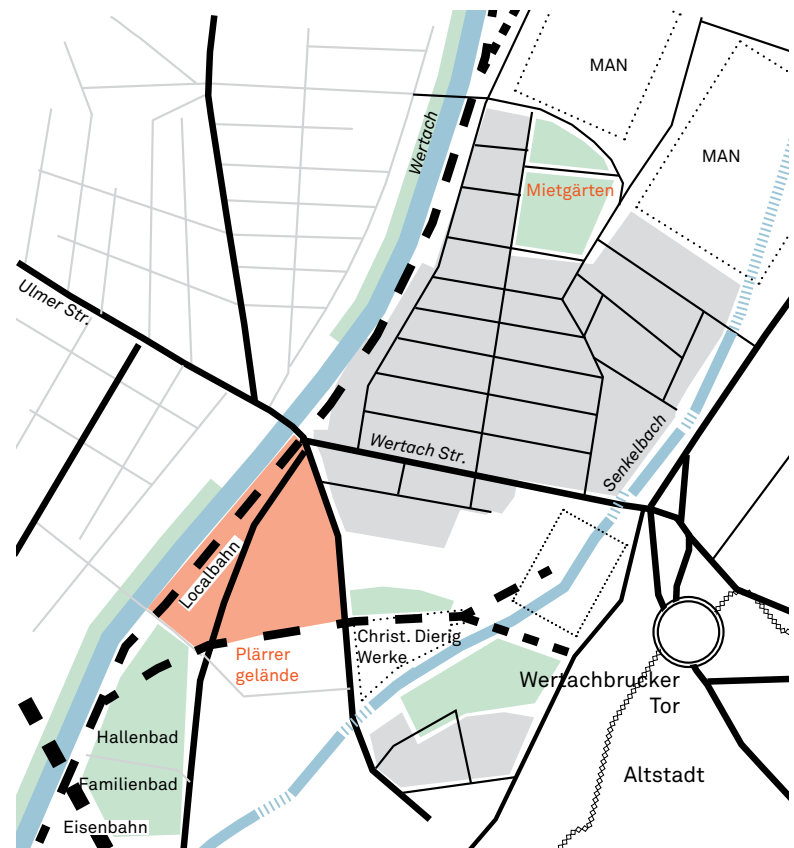 MAN
Wertach
MAN
Mietgärten
Ulmer Str.
Wertach Str.
Senkelbach
Localbahn
Christ. Dierig
Werke
Plärrer
gelände
Wertachbrucker
Tor
Hallenbad
Altstadt
Familienbad
Eisenbahn